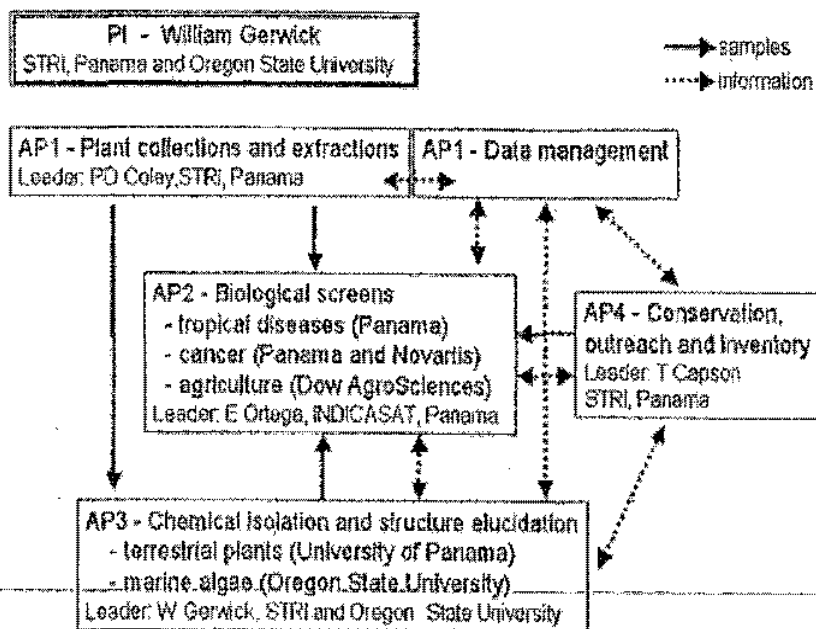 PI - William Gerwick
STRI, Panama and Oregon State University
samples
information
AP1 - Plant collections and extractions
Leader: PD Coley, STRI, Panama
AP1 - Data management
AP2 - Biological screens
- tropical diseases (Panama)
- cancer (Panama and Novartis)
- agriculture (Dow AgroSciences)
Leader: E Ortega, INDICASAT, Panama
AP4 - Conservation,
outreach and inventory
Leader: T Capson
STRI, Panama
AP3 - Chemical isolation and structure elucidation
- terrestrial plants (University of Panama)
- marine algae (Oregon State University)
Leader: W Gerwick, STRI and Oregon State University